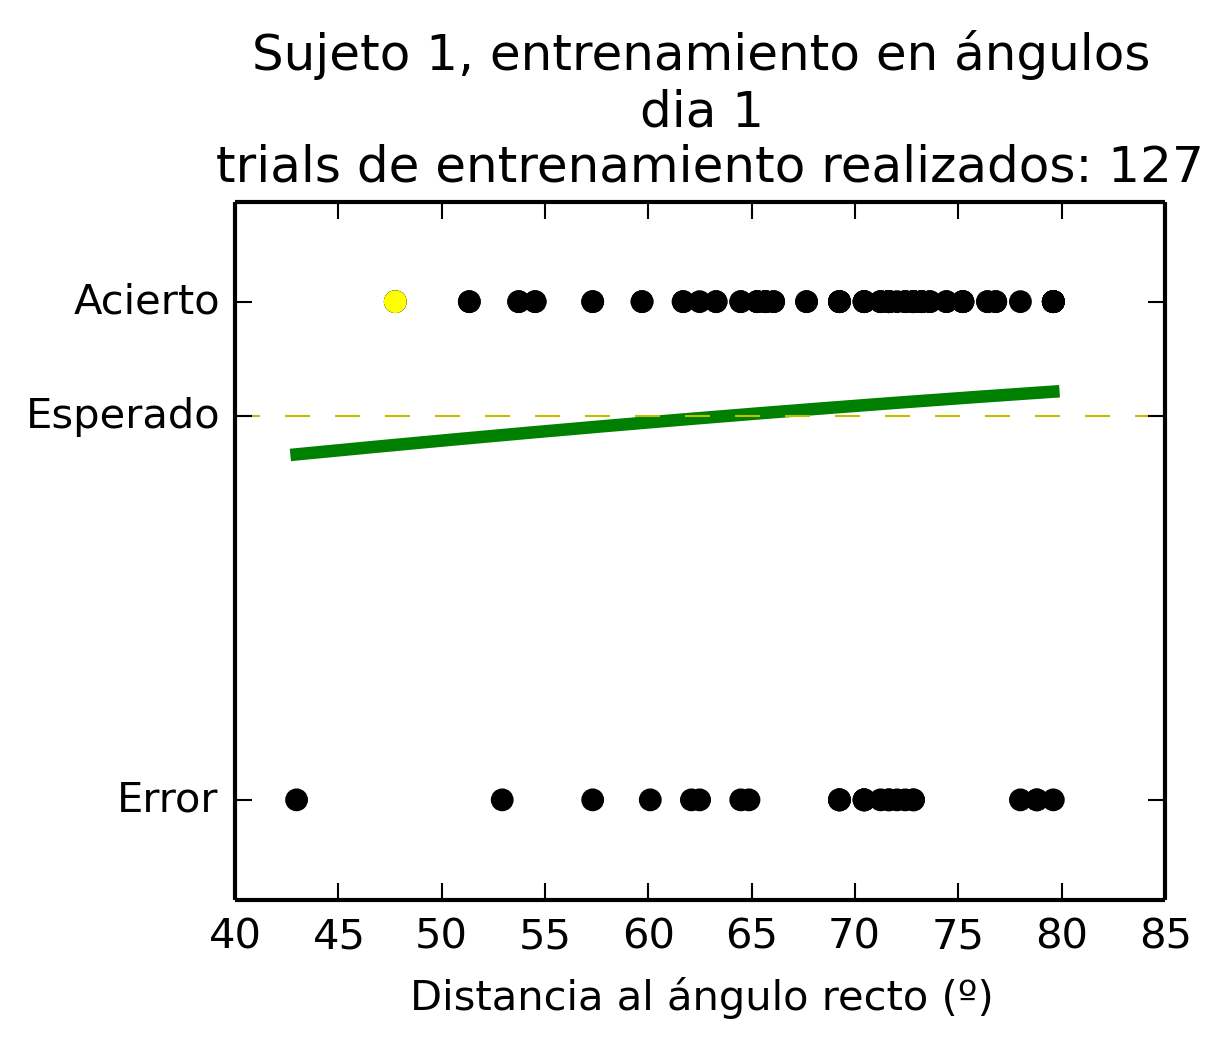 Sujeto 1, entrenamiento en ángulos
dia 1
trials de entrenamiento realizados: 127
Acierto
Esperado
Error
40 45 50 55 60 65 70 75 80 85
Distancia al ángulo recto (º)